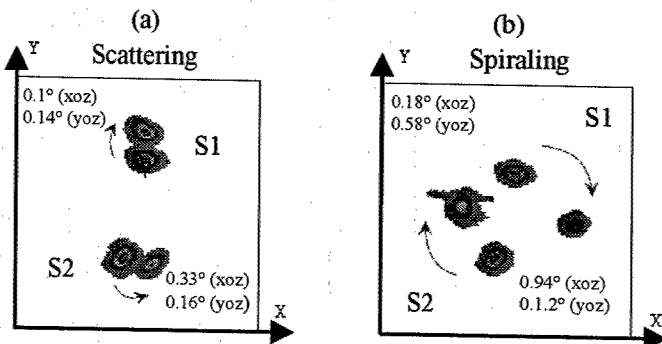 (a)
Scattering
Y
0.1° (xoz)
0.14° (yoz)
S1
S2
0.33° (xoz)
0.16° (yoz)
X
(b)
Spiraling
Y
0.18° (xoz)
0.58° (yoz)
S1
S2
0.94° (xoz)
0.1.2° (yoz)
X